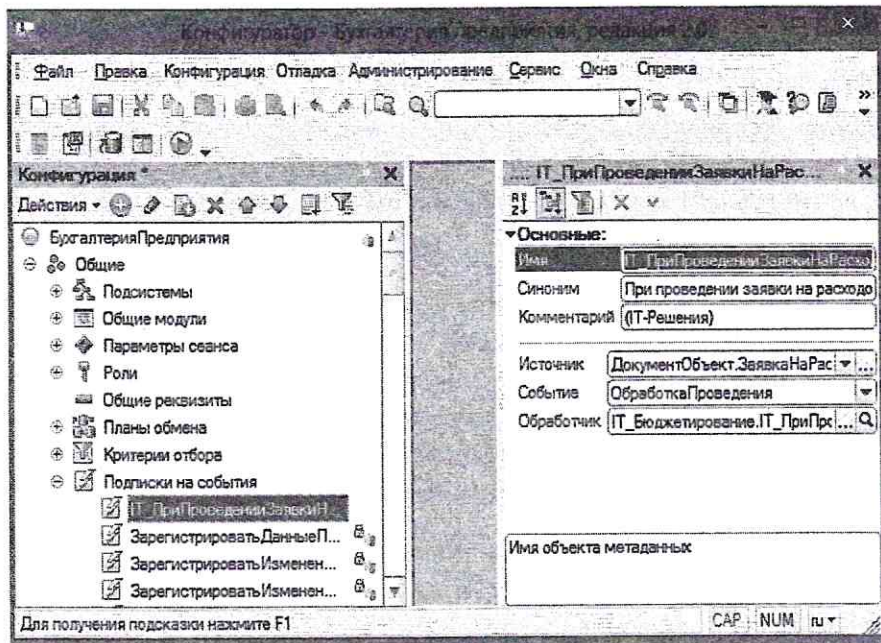 Конфигуратор - Бухгалтерия предприятия, редакция 2.0
Файл Правка Конфигурация Отладка Администрирование Сервис Окна Справка
Конфигурация *
Действия
БухгалтерияПредприятия
Общие
Подсистемы
Общие модули
Параметры сеанса
Роли
Общие реквизиты
Планы обмена
Критерии отбора
Подписки на события
IT_ПриПроведенииЗаявкиН...
ЗарегистрироватьДанныеП...
ЗарегистрироватьИзменен...
ЗарегистрироватьИзменен...
.... IT_ПриПроведенииЗаявкиНаРас...
Основные:
Имя IT_ПриПроведенииЗаявкиНаРасхо
Синоним При проведении заявки на расходо
Комментарий (IT-Решения)
Источник ДокументОбъект.ЗаявкаНаРас ...
Событие ОбработкаПроведения
Обработчик IT_Бюджетирование.IT_ПриПрс ...
Имя объекта метаданных
Для получения подсказки нажмите F1
CAP NUM ru